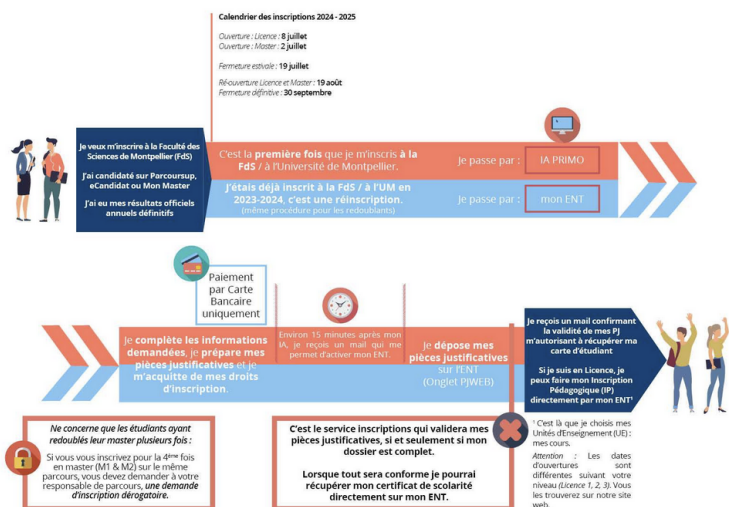 Calendrier des inscriptions 2024 - 2025
Ouverture : Licence : 8 juillet
Ouverture : Master : 2 juillet
Fermeture estivale : 19 juillet
Ré-ouverture Licence et Master : 19 août
Fermeture définitive : 30 septembre
Je veux m'inscrire à la Faculté des
Sciences de Montpellier (FdS)
J'ai candidaté sur Parcoursup,
eCandidat ou Mon Master
J'ai eu mes résultats officiels
annuels définitifs
C'est la première fois que je m'inscris à la
FdS / à l'Université de Montpellier.
Je passe par :
IA PRIMO
J'étais déjà inscrit à la FdS / à l'UM en
2023-2024, c'est une réinscription.
(même procédure pour les redoublants)
Je passe par :
mon ENT
Paiement
par Carte
Bancaire
uniquement
Je complète les informations
demandées, je prépare mes
pièces justificatives et je
m'acquitte de mes droits
d'inscription.
Environ 15 minutes après mon
IA, je reçois un mail qui me
permet d'activer mon ENT.
Je dépose mes
pièces justificatives
sur l'ENT
(Onglet PJWEB)
Je reçois un mail confirmant
la validité de mes PJ
m'autorisant à récupérer ma
carte d'étudiant
Si je suis en Licence, je
peux faire mon Inscription
Pédagogique (IP)
directement par mon ENT¹
Ne concerne que les étudiants ayant
redoublés leur master plusieurs fois :
Si vous vous inscrivez pour la 4ème fois
en master (M1 & M2) sur le même
parcours, vous devez demander à votre
responsable de parcours, une demande
d'inscription dérogatoire.
C'est le service inscriptions qui validera mes
pièces justificatives, si et seulement si mon
dossier est complet.
Lorsque tout sera conforme je pourrai
récupérer mon certificat de scolarité
directement sur mon ENT.
¹ C'est là que je choisis mes
Unités d'Enseignement (UE) :
mes cours.
Attention : Les dates
d'ouvertures sont
différentes suivant votre
niveau (Licence 1, 2, 3). Vous
les trouverez sur notre site
web.